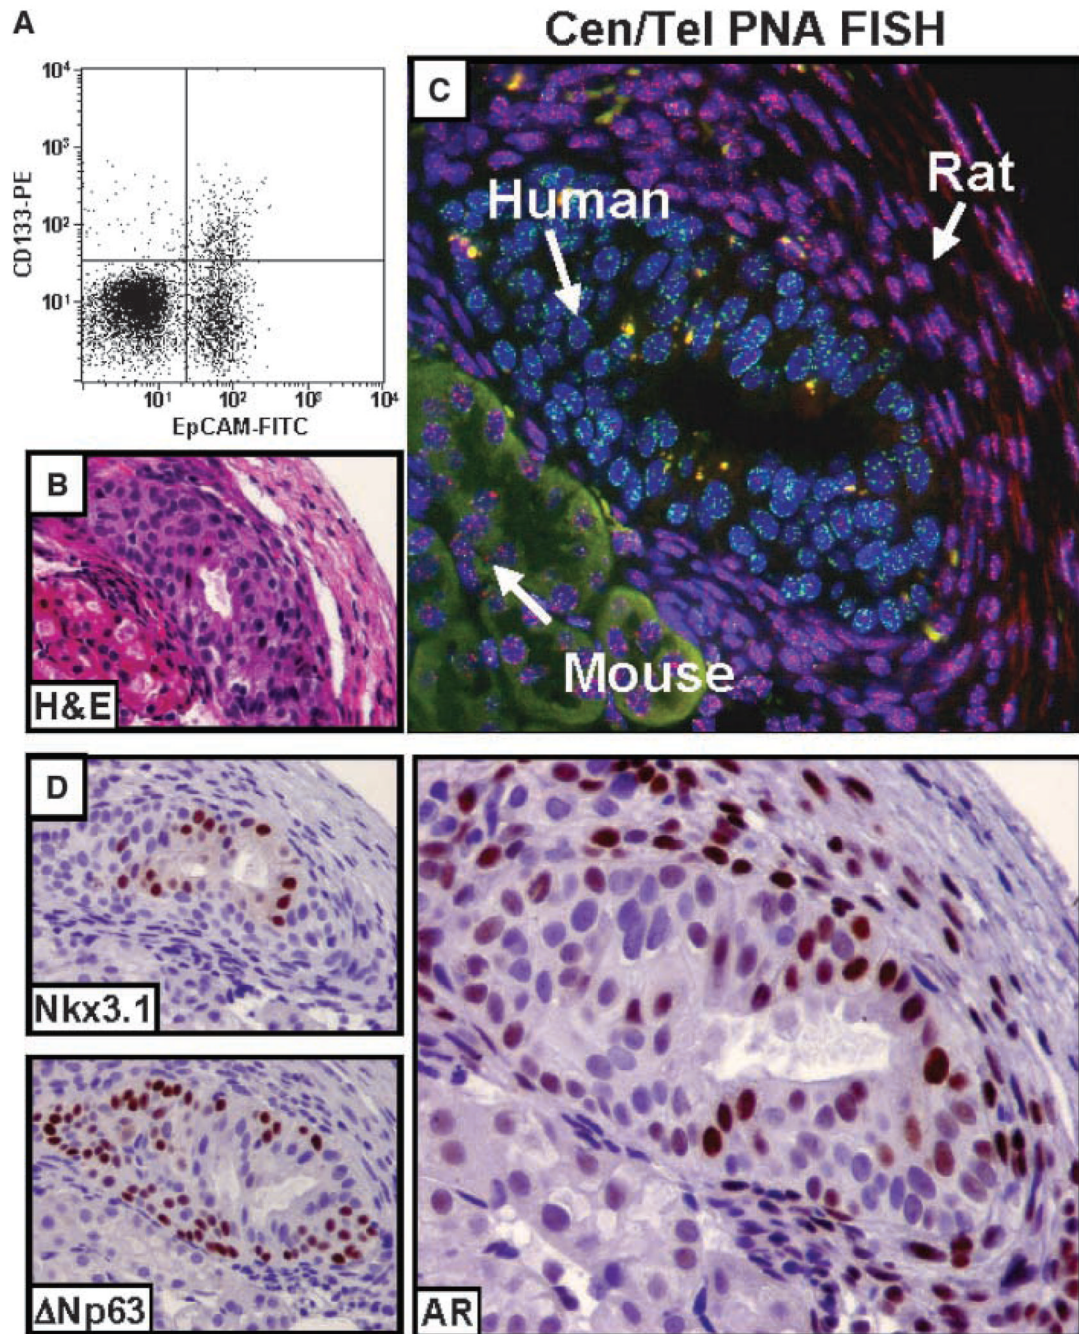 A
Cen/Tel PNA FISH
10⁴
10³
10²
10¹
CD133-PE
10¹
10²
10³
10⁴
EpCAM-FITC
C
Human
Rat
Mouse
B
H&E
D
Nkx3.1
ΔNp63
AR